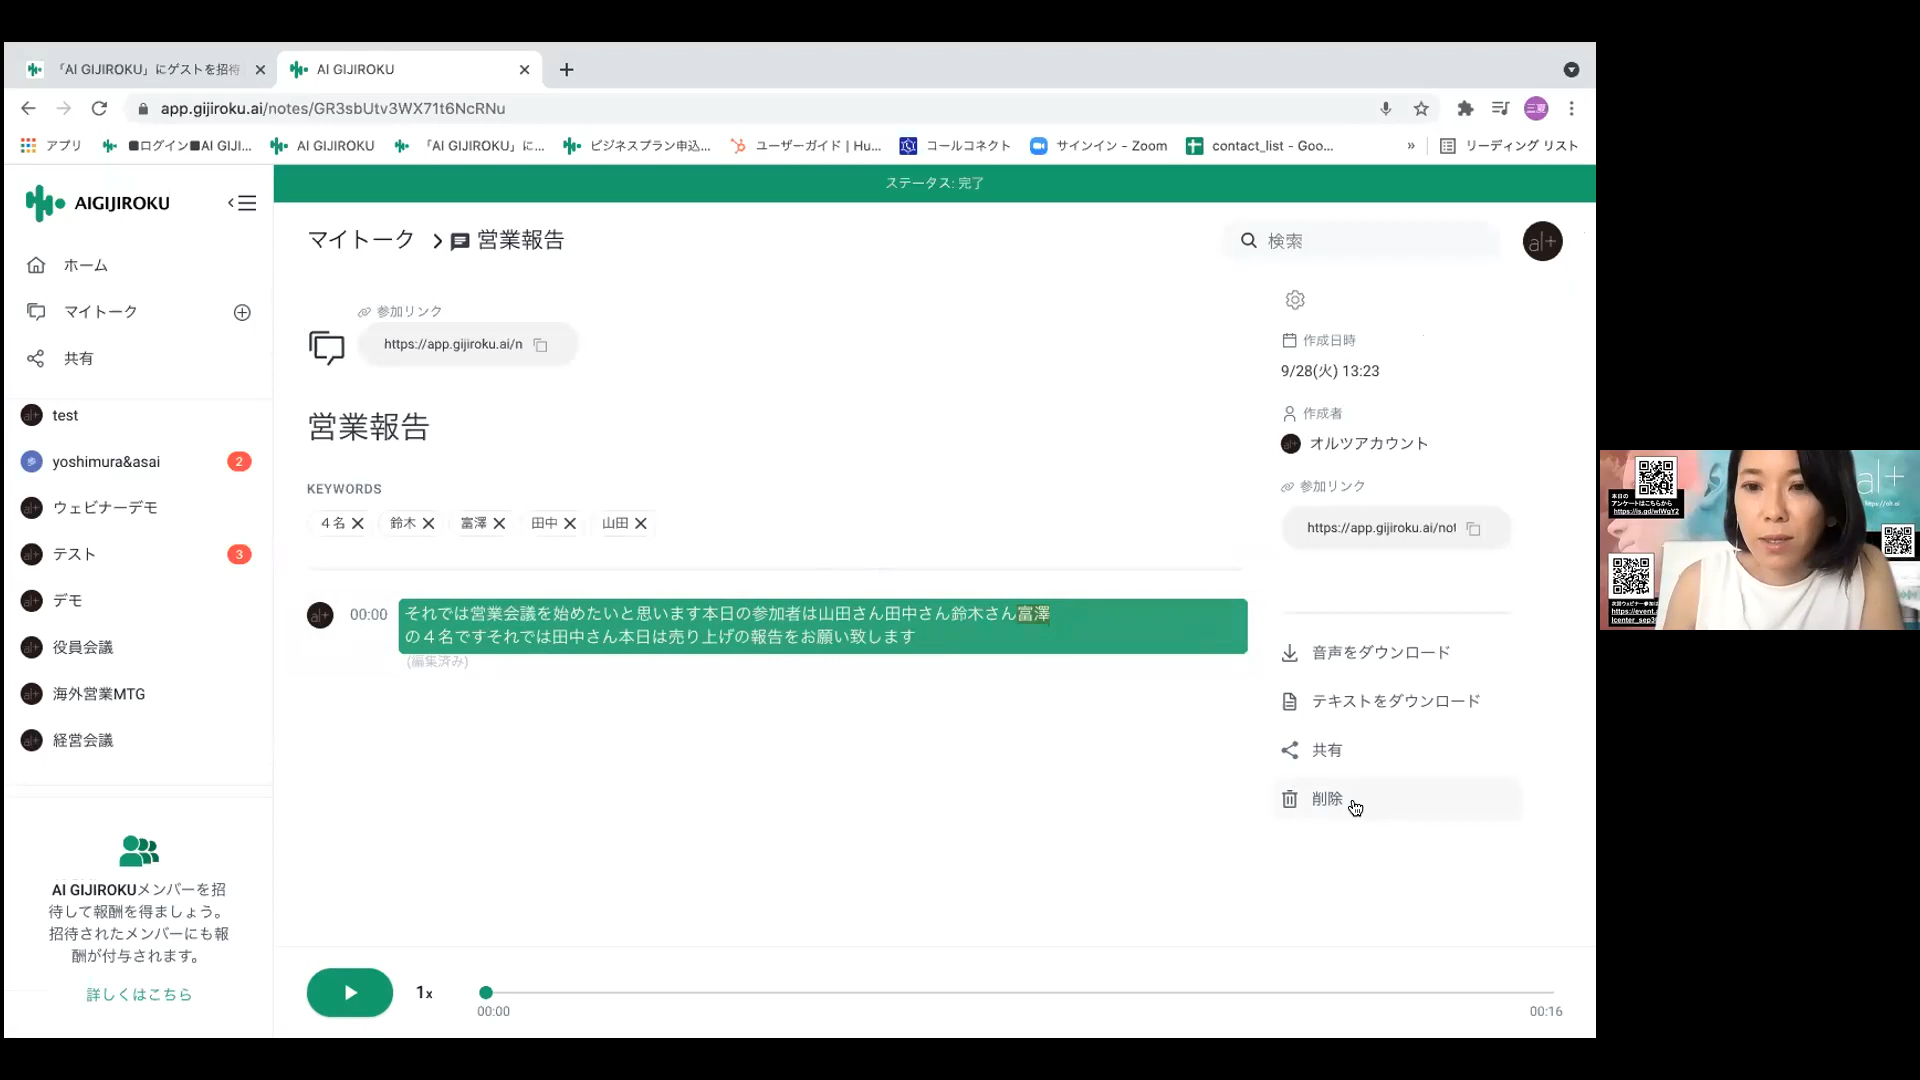 「AI GIJIROKU」にゲストを招待
AI GIJIROKU
app.gijiroku.ai/notes/GR3sbUtv3WX71t6NcRNu
三夏
アプリ
■ログイン■AI GIJI...
AI GIJIROKU
「AI GIJIROKU」に...
ビジネスプラン申込...
ユーザーガイド | Hu...
コールコネクト
サインイン - Zoom
contact_list - Goo...
»
リーディング リスト
AIGIJIROKU
ステータス: 完了
ホーム
マイトーク
共有
test
yoshimura&asai
2
ウェビナーデモ
テスト
3
デモ
役員会議
海外営業MTG
経営会議
AI GIJIROKUメンバーを招
待して報酬を得ましょう。
招待されたメンバーにも報
酬が付与されます。
詳しくはこちら
マイトーク
営業報告
検索
al+
参加リンク
https://app.gijiroku.ai/n
営業報告
KEYWORDS
4名
鈴木
富澤
田中
山田
00:00
それでは営業会議を始めたいと思います本日の参加者は山田さん田中さん鈴木さん富澤
の4名ですそれでは田中さん本日は売り上げの報告をお願い致します
(編集済み)
作成日時
9/28(火) 13:23
作成者
オルツアカウント
参加リンク
https://app.gijiroku.ai/not
音声をダウンロード
テキストをダウンロード
共有
削除
1x
00:00
00:16
本日の
アンケートはこちらから
al+